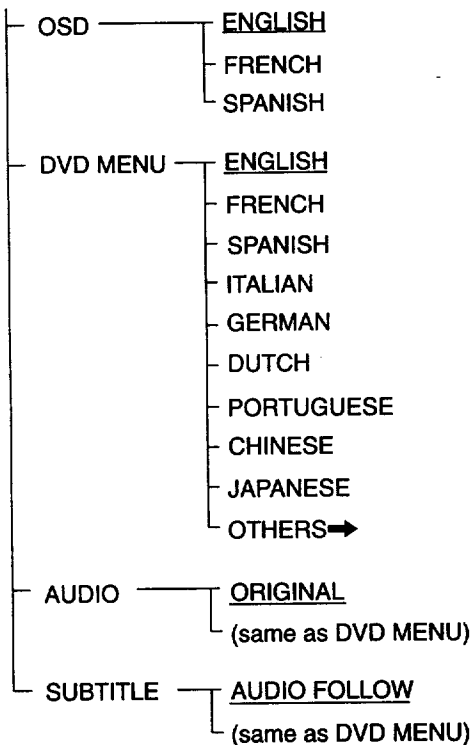 OSD ENGLISH
FRENCH
SPANISH
DVD MENU ENGLISH
FRENCH
SPANISH
ITALIAN
GERMAN
DUTCH
PORTUGUESE
CHINESE
JAPANESE
OTHERS➡
AUDIO ORIGINAL
(same as DVD MENU)
SUBTITLE AUDIO FOLLOW
(same as DVD MENU)